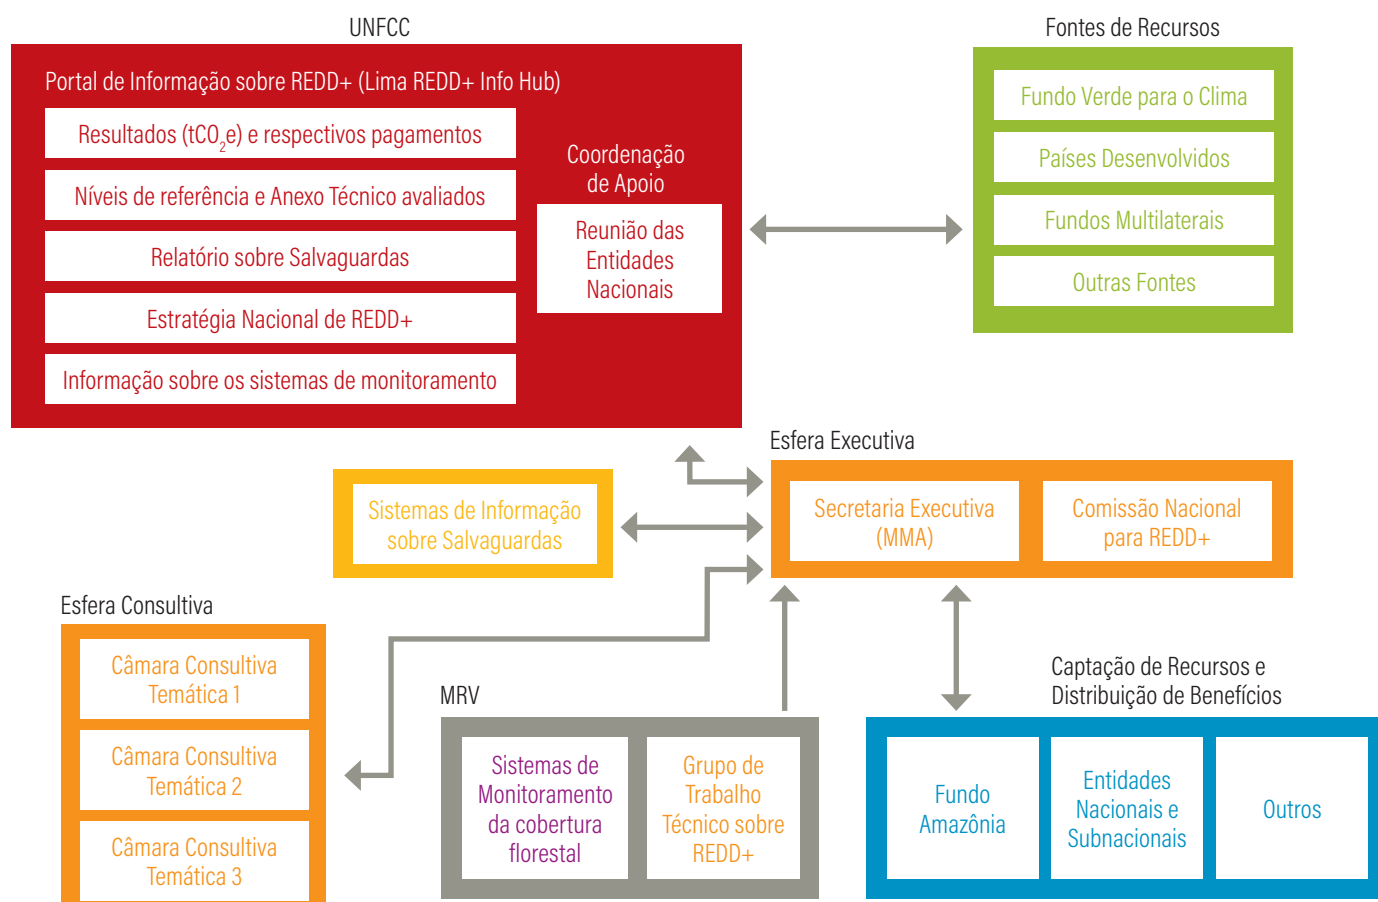 UNFCC
Portal de Informação sobre REDD+ (Lima REDD+ Info Hub)
Resultados (tCO₂e) e respectivos pagamentos
Níveis de referência e Anexo Técnico avaliados
Relatório sobre Salvaguardas
Estratégia Nacional de REDD+
Informação sobre os sistemas de monitoramento
Coordenação
de Apoio
Reunião das
Entidades
Nacionais
Fontes de Recursos
Fundo Verde para o Clima
Países Desenvolvidos
Fundos Multilaterais
Outras Fontes
Esfera Executiva
Secretaria Executiva
(MMA)
Comissão Nacional
para REDD+
Sistemas de Informação
sobre Salvaguardas
Esfera Consultiva
Câmara Consultiva
Temática 1
Câmara Consultiva
Temática 2
Câmara Consultiva
Temática 3
MRV
Sistemas de
Monitoramento
da cobertura
florestal
Grupo de
Trabalho
Técnico sobre
REDD+
Captação de Recursos e
Distribuição de Benefícios
Fundo
Amazônia
Entidades
Nacionais e
Subnacionais
Outros